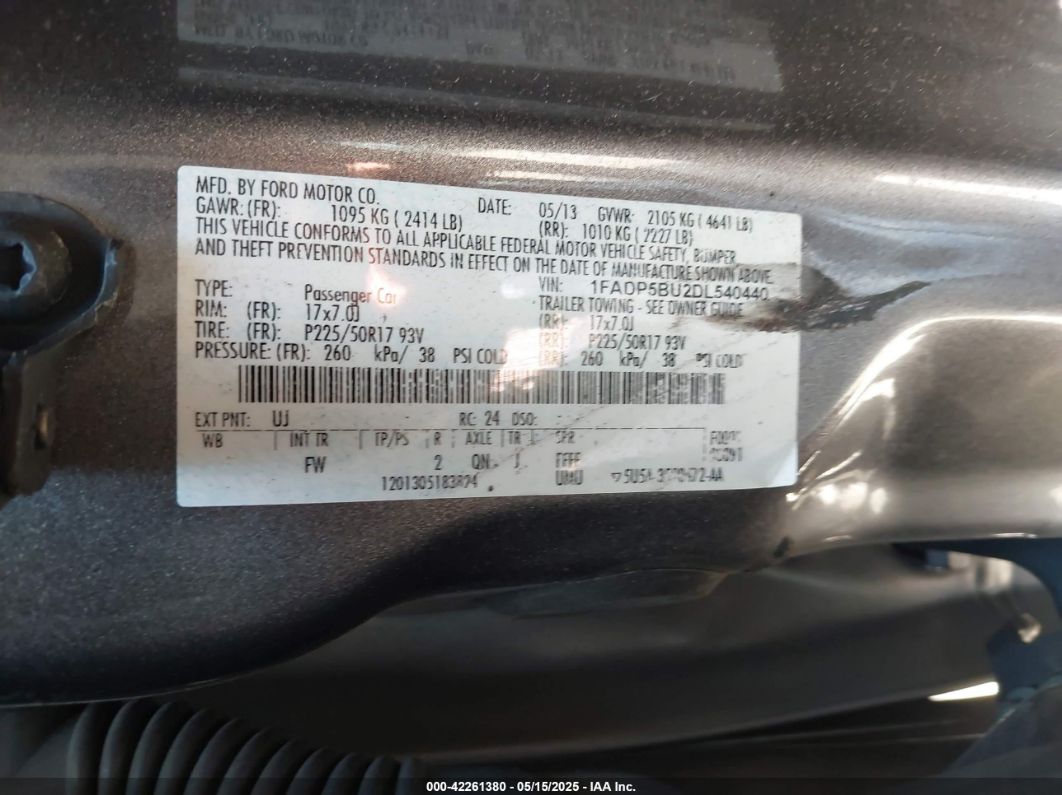 MFD. BY FORD MOTOR CO. DATE: 05/13 GVWR: 2105 KG ( 4641 LB)
GAWR: (FR): 1095 KG ( 2414 LB) (RR): 1010 KG ( 2227 LB)
THIS VEHICLE CONFORMS TO ALL APPLICABLE FEDERAL MOTOR VEHICLE SAFETY, BUMPER
AND THEFT PREVENTION STANDARDS IN EFFECT ON THE DATE OF MANUFACTURE SHOWN ABOVE.
VIN: 1FADP5BU2DL540440
TYPE: Passenger Car TRAILER TOWING - SEE OWNER GUIDE
RIM: (FR): 17x7.0J (RR): 17x7.0J
TIRE: (FR): P225/50R17 93V (RR): P225/50R17 93V
PRESSURE: (FR): 260 kPa/ 38 PSI COLD (RR): 260 kPa/ 38 PSI COLD
EXT PNT: UJ RC: 24 DSO:
WB INT TR TP/PS R AXLE TR SPR
FW 2 QN J FFFF
UMU
000-42261380 - 05/15/2025 - IAA Inc.